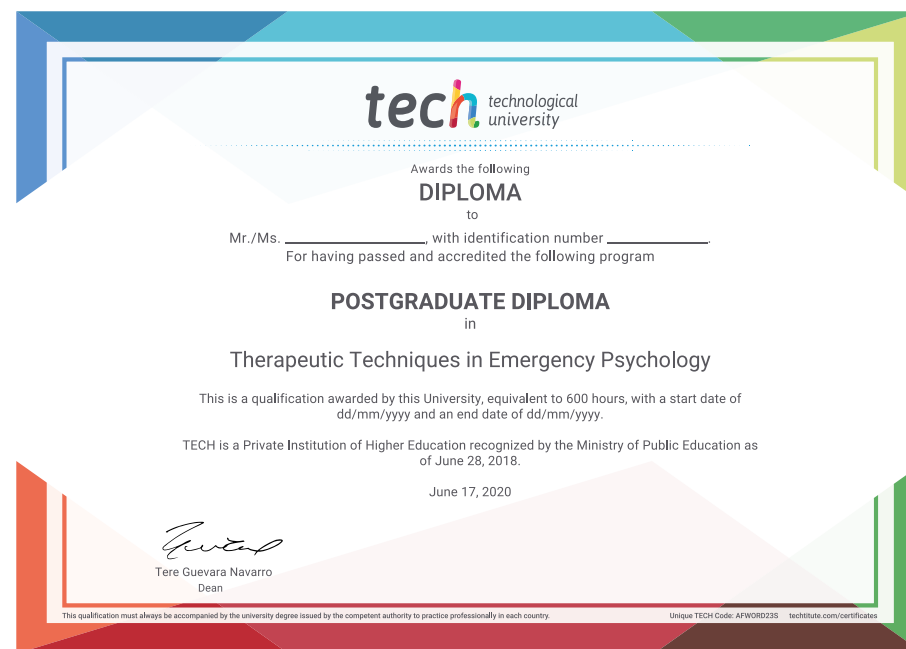 tech technological
university
Awards the following
DIPLOMA
to
Mr./Ms. ____________________, with identification number ______________.
For having passed and accredited the following program
POSTGRADUATE DIPLOMA
in
Therapeutic Techniques in Emergency Psychology
This is a qualification awarded by this University, equivalent to 600 hours, with a start date of
dd/mm/yyyy and an end date of dd/mm/yyyy.
TECH is a Private Institution of Higher Education recognized by the Ministry of Public Education as
of June 28, 2018.
June 17, 2020
Tere Guevara Navarro
Dean
This qualification must always be accompanied by the university degree issued by the competent authority to practice professionally in each country. Unique TECH Code: AFWORD23S techtitute.com/certificates